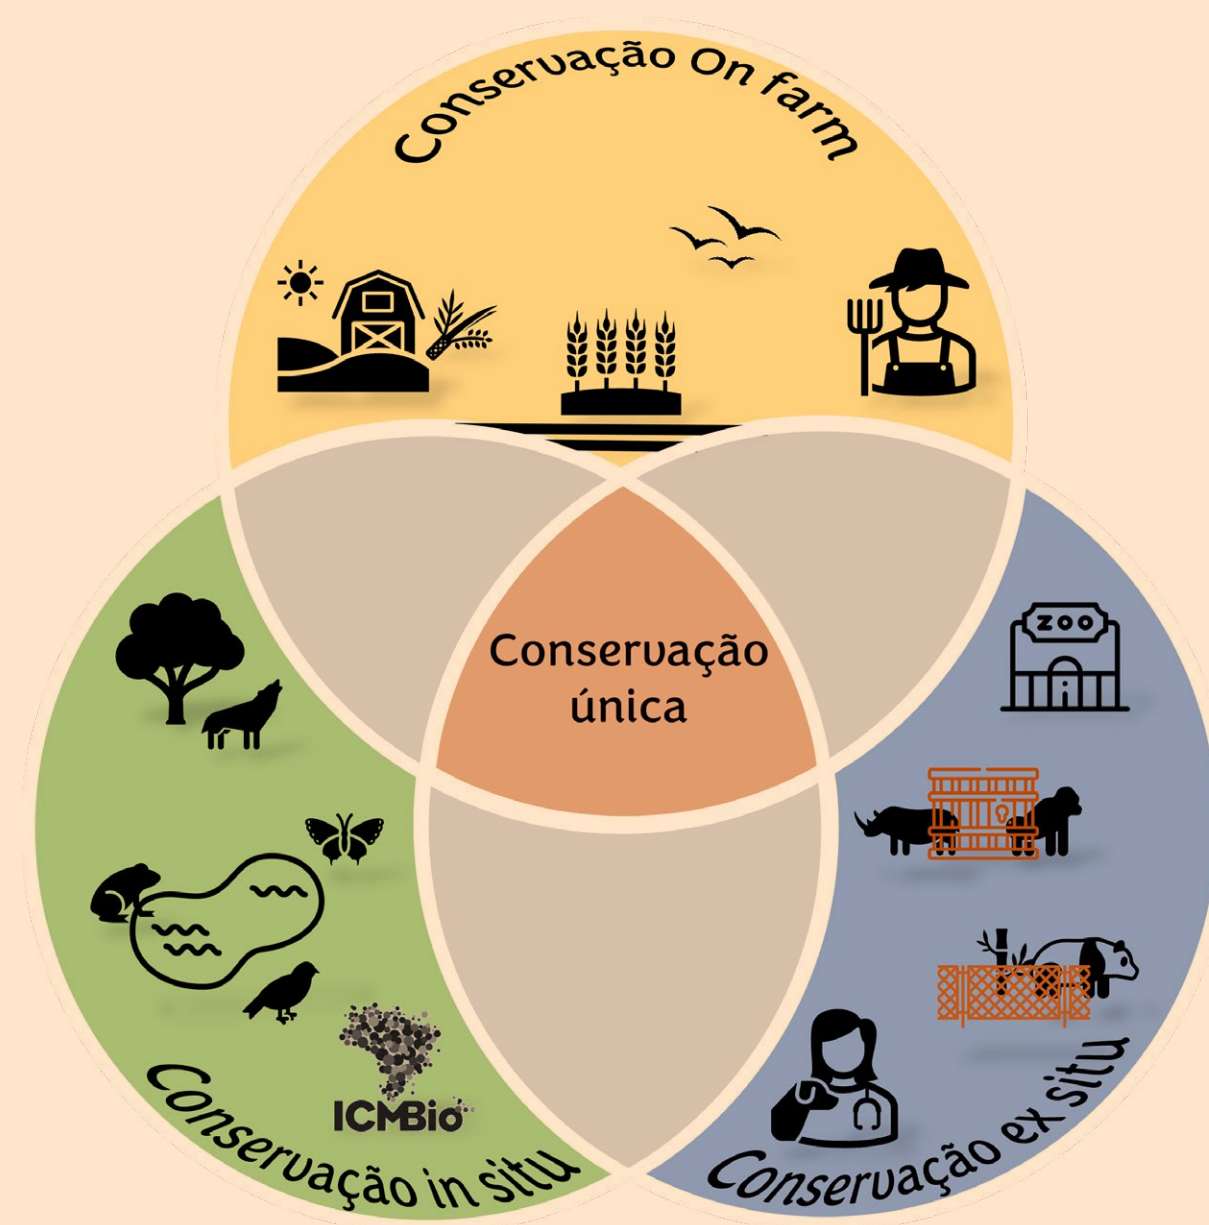 Conservação On farm
ZOO
Conservação
única
ICMBio
Conservação in situ
Conservação ex situ